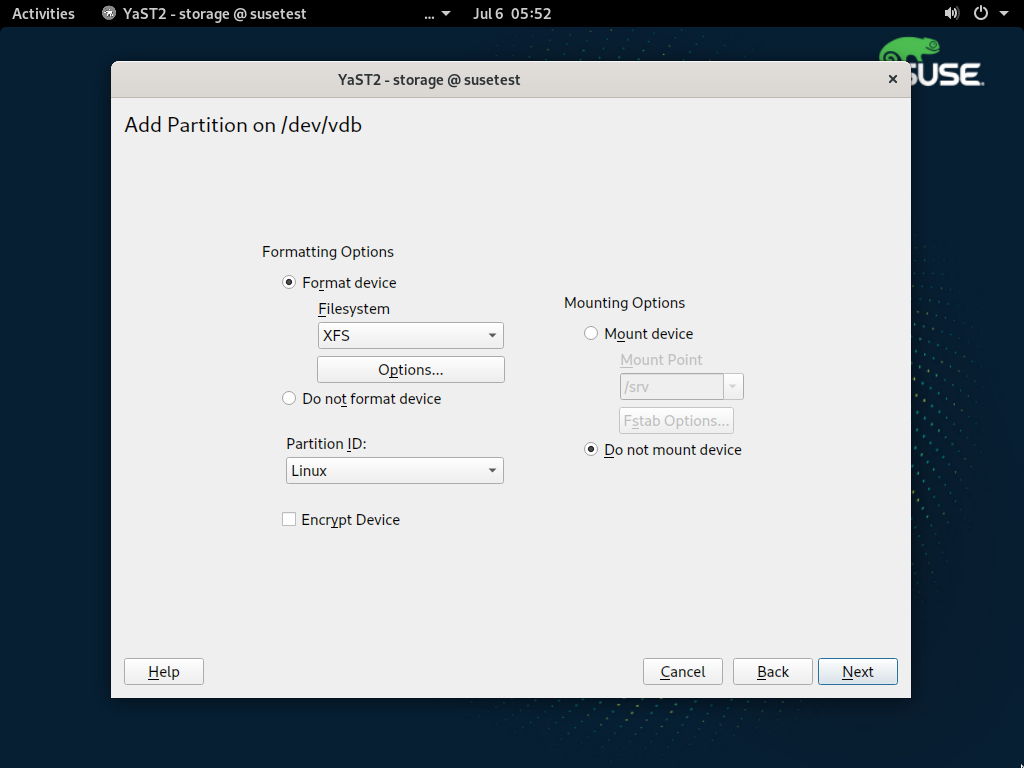 Activities YaST2 - storage @ susetest ... Jul 6 05:52
SUSE
YaST2 - storage @ susetest
Add Partition on /dev/vdb
Formatting Options
Format device
Filesystem
XFS
Options...
Do not format device
Partition ID:
Linux
Encrypt Device
Mounting Options
Mount device
Mount Point
/srv
Fstab Options...
Do not mount device
Help Cancel Back Next